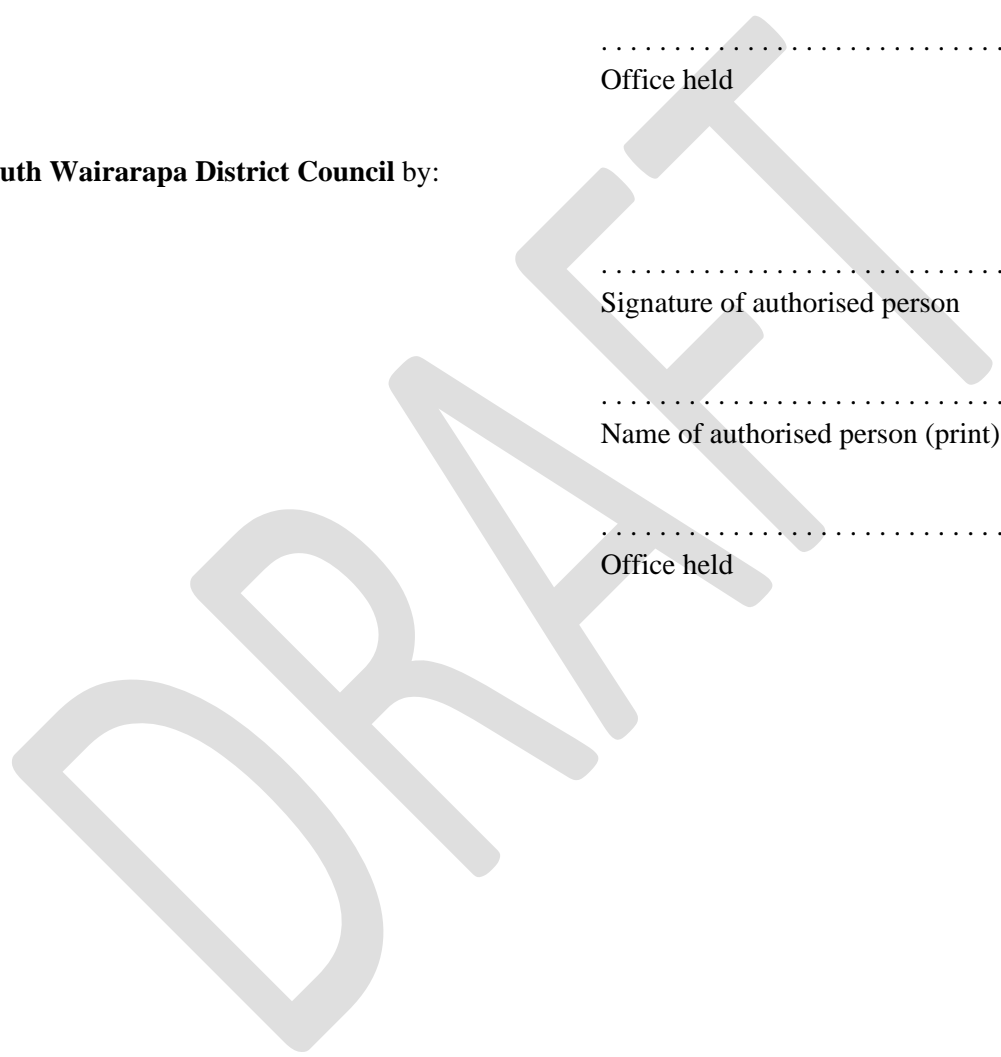 . . . . . . . . . . . . . . . . . . . . . . . . . . . .
Office held
uth Wairarapa District Council by:
. . . . . . . . . . . . . . . . . . . . . . . . . . . .
Signature of authorised person
. . . . . . . . . . . . . . . . . . . . . . . . . . . .
Name of authorised person (print)
. . . . . . . . . . . . . . . . . . . . . . . . . . . .
Office held
DRAFT